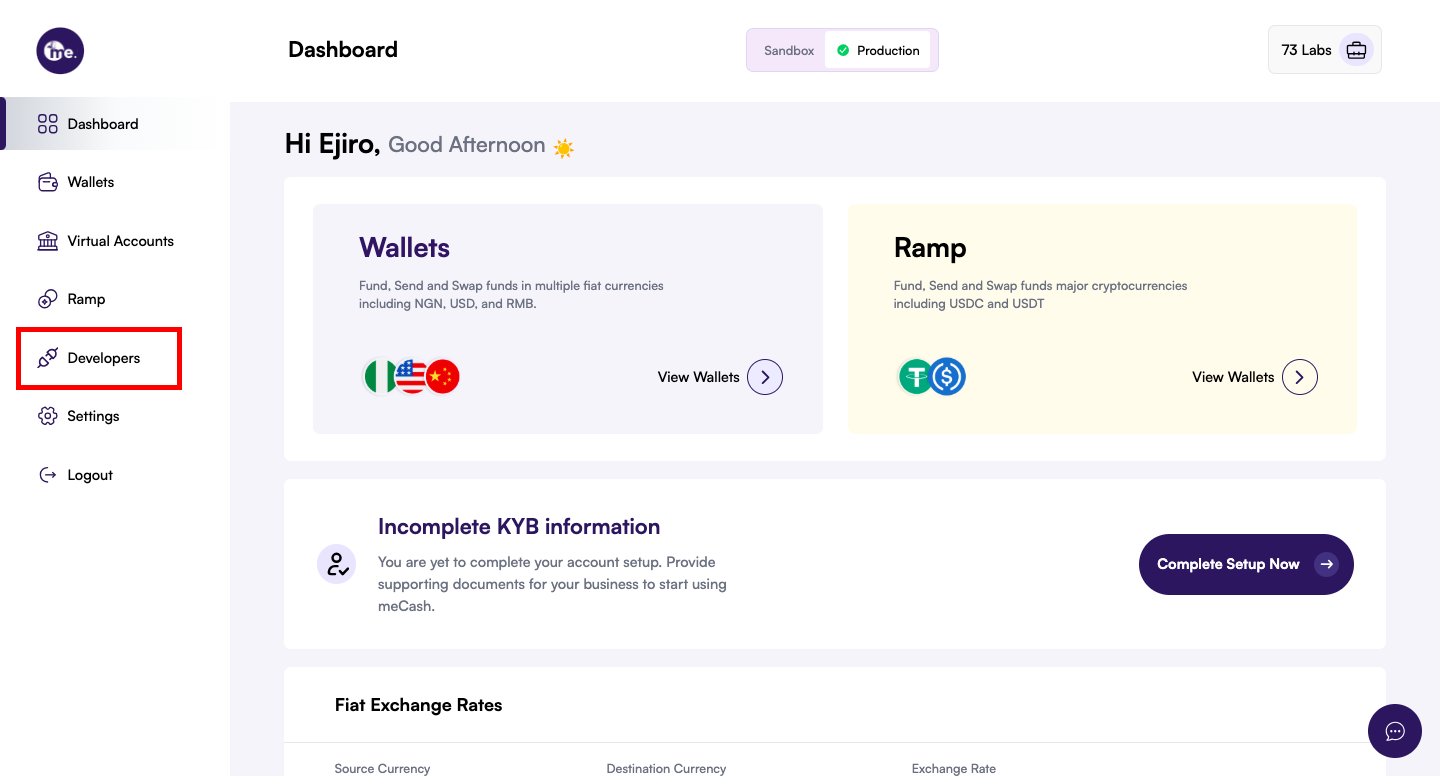 me.
Dashboard
Sandbox
Production
73 Labs
Dashboard
Wallets
Virtual Accounts
Ramp
Developers
Settings
Logout
Hi Ejiro, Good Afternoon
Wallets
Fund, Send and Swap funds in multiple fiat currencies
including NGN, USD, and RMB.
View Wallets
Ramp
Fund, Send and Swap funds major cryptocurrencies
including USDC and USDT
View Wallets
Incomplete KYB information
You are yet to complete your account setup. Provide
supporting documents for your business to start using
meCash.
Complete Setup Now
Fiat Exchange Rates
Source Currency
Destination Currency
Exchange Rate